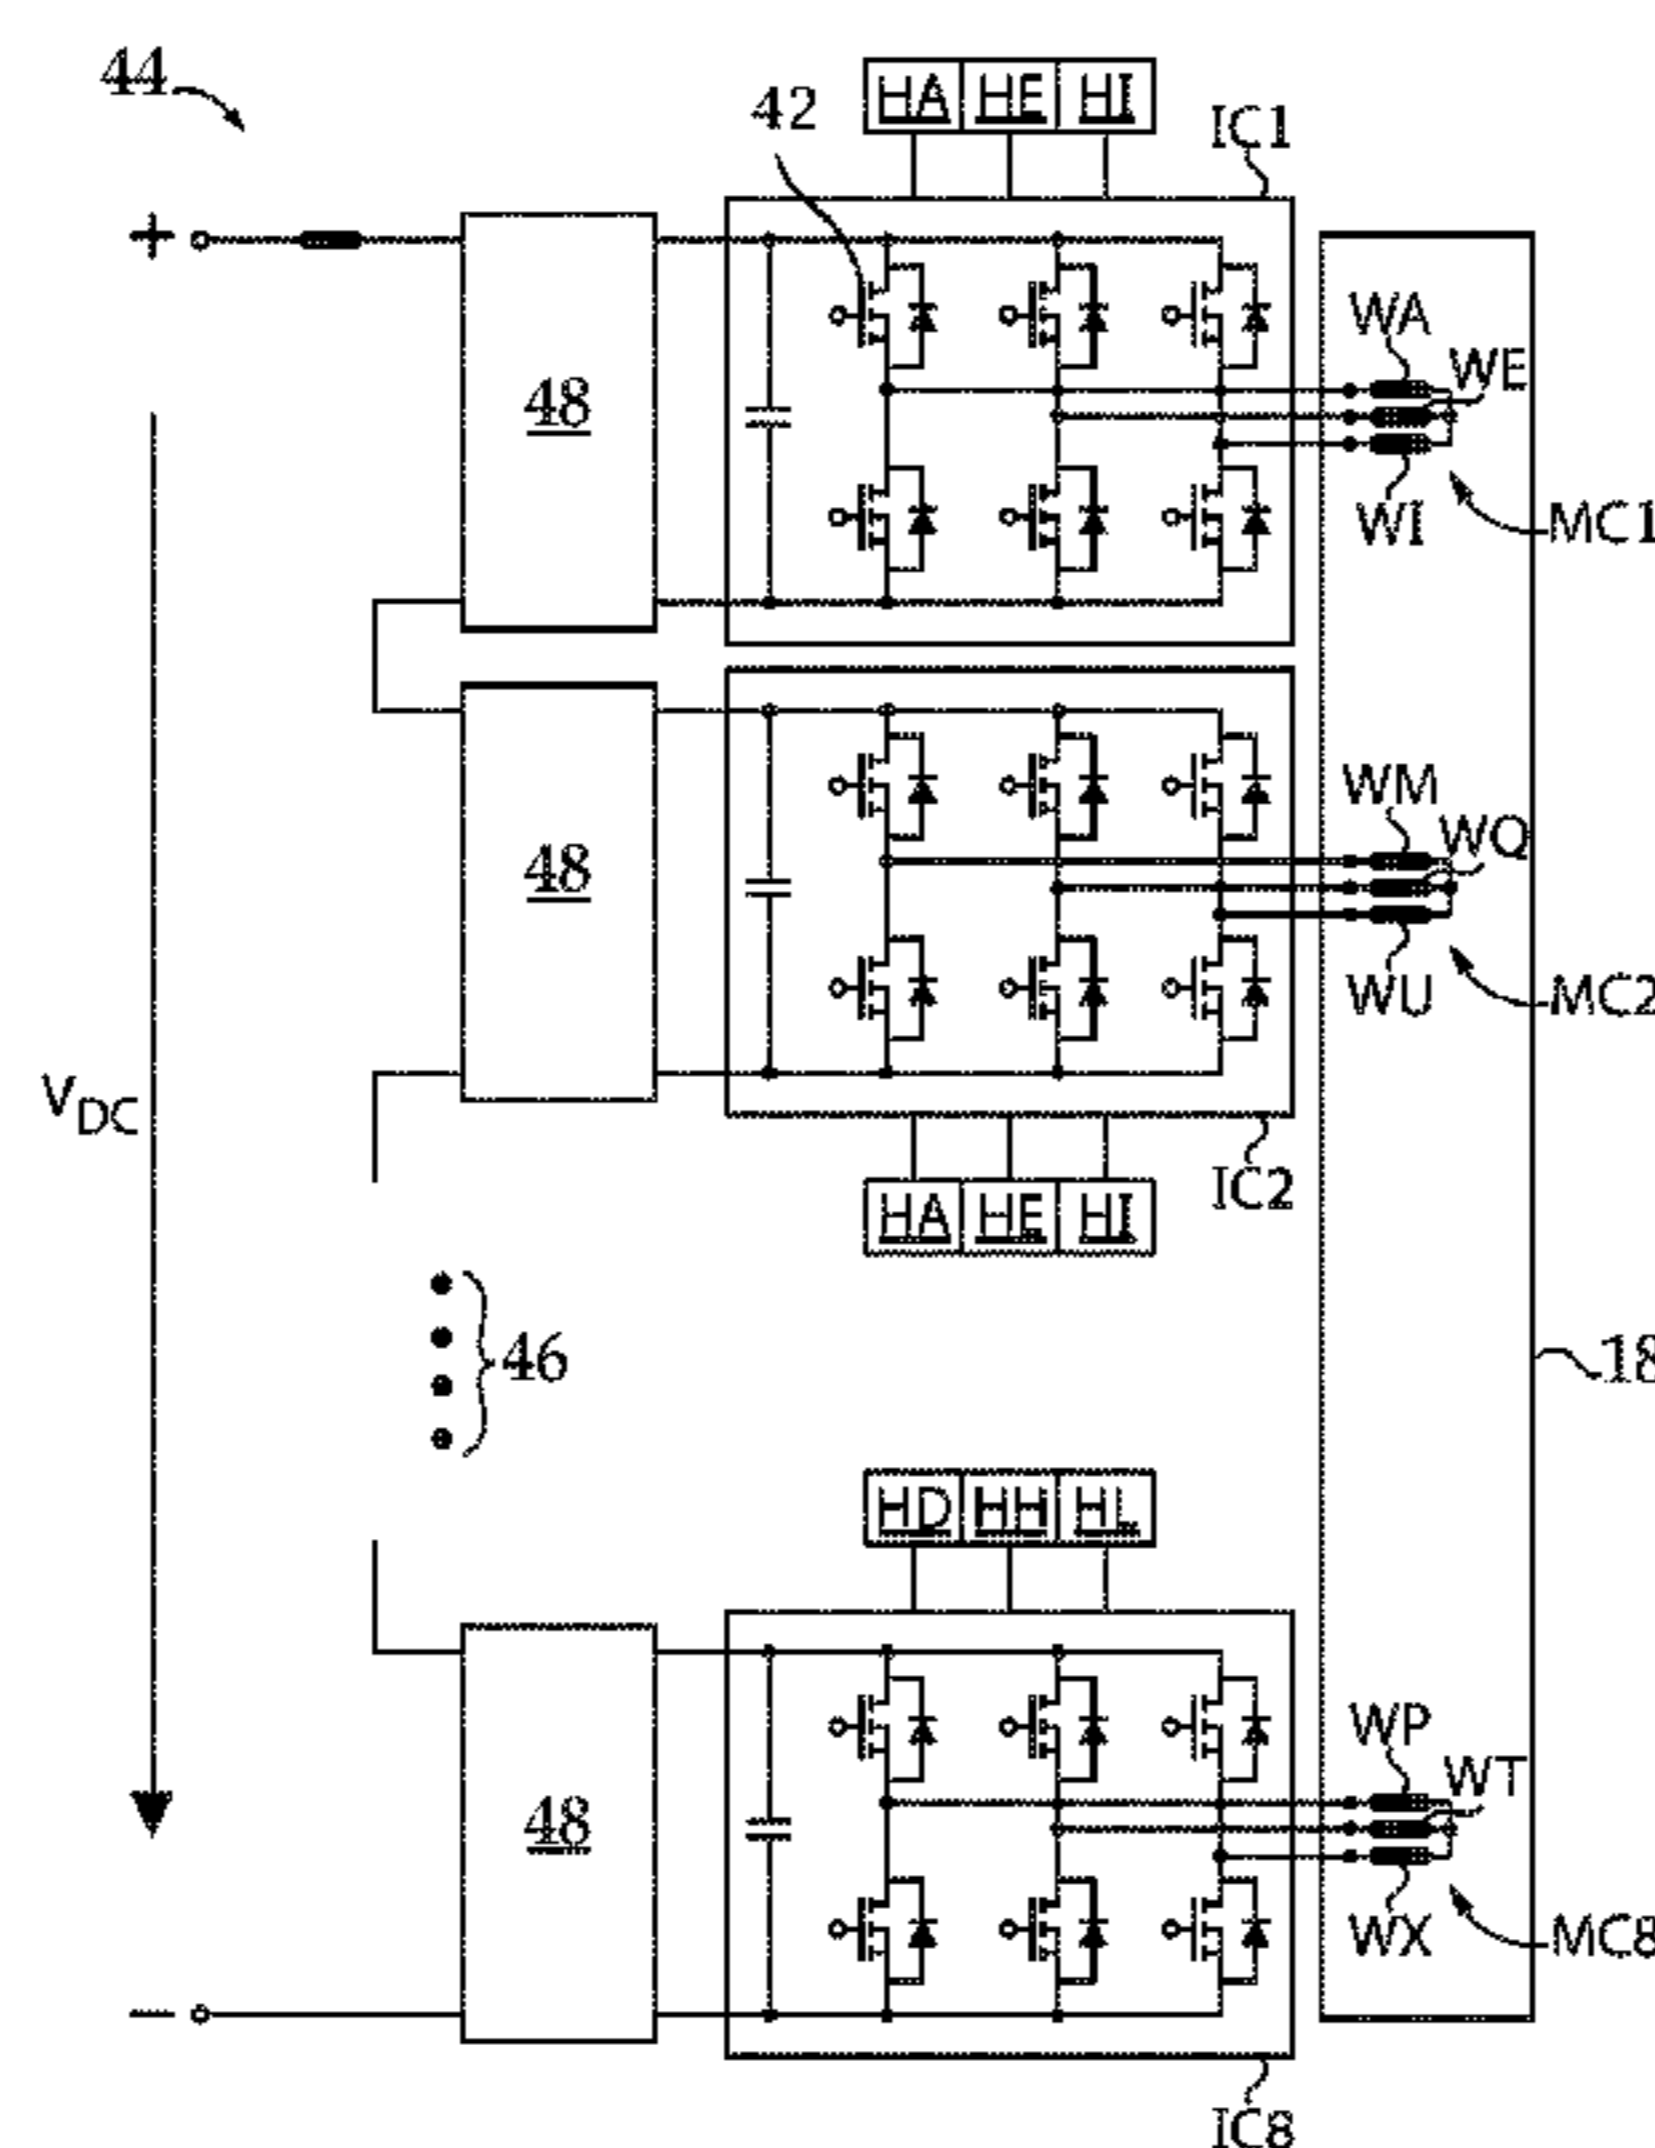 44
HA HE HI
42
IC1
+
48
WA
WE
WI
MC1
48
WM
WQ
WU
MC2
VDC
IC2
HA HE HI
46
18
HD HH HL
48
WP
WT
WX
MC8
−
IC8